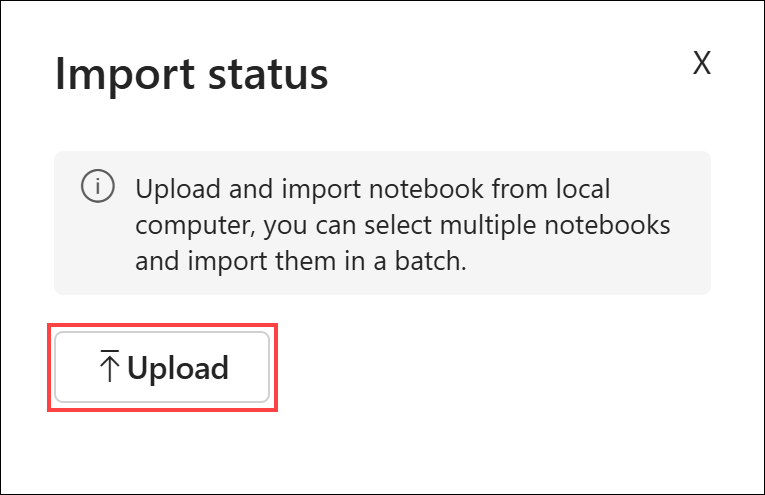 Import status
X
Upload and import notebook from local
computer, you can select multiple notebooks
and import them in a batch.
Upload